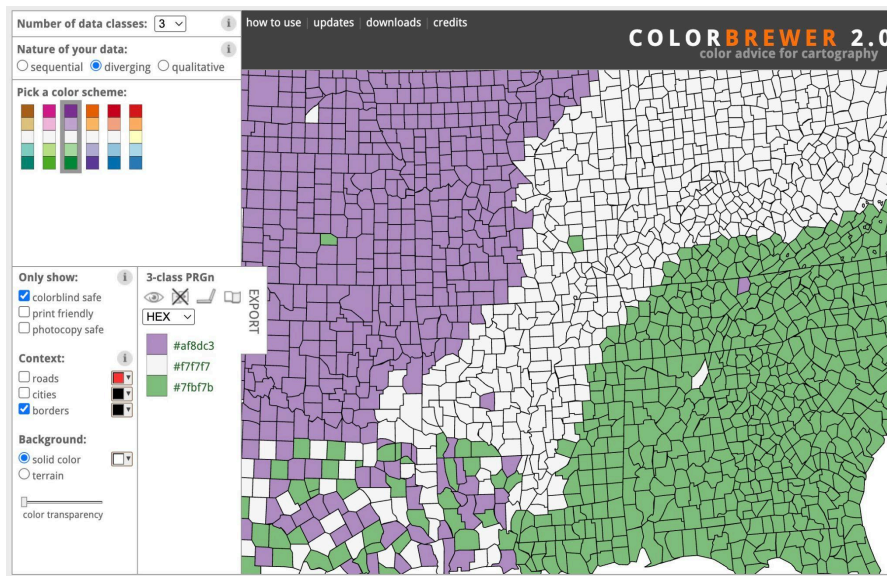 Number of data classes: 3 i
how to use | updates | downloads | credits
COLORBREWER 2.0
color advice for cartography
Nature of your data: i
sequential diverging qualitative
Pick a color scheme:
Only show: i
colorblind safe
print friendly
photocopy safe
Context: i
roads
cities
borders
Background:
solid color
terrain
color transparency
3-class PRGn
HEX
#af8dc3
#f7f7f7
#7fbf7b
EXPORT